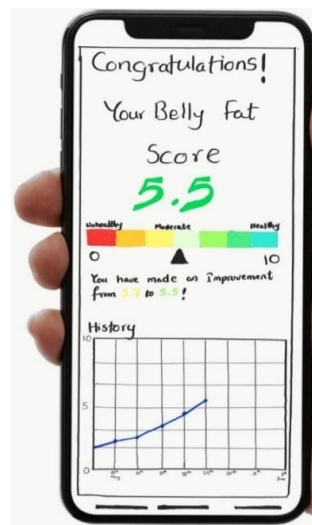 Congratulations!
Your Belly Fat
Score
5.5
Unhealthy Moderate Healthy
0 10
You have made an Improvement
from to 5.5!
History
10
5
0